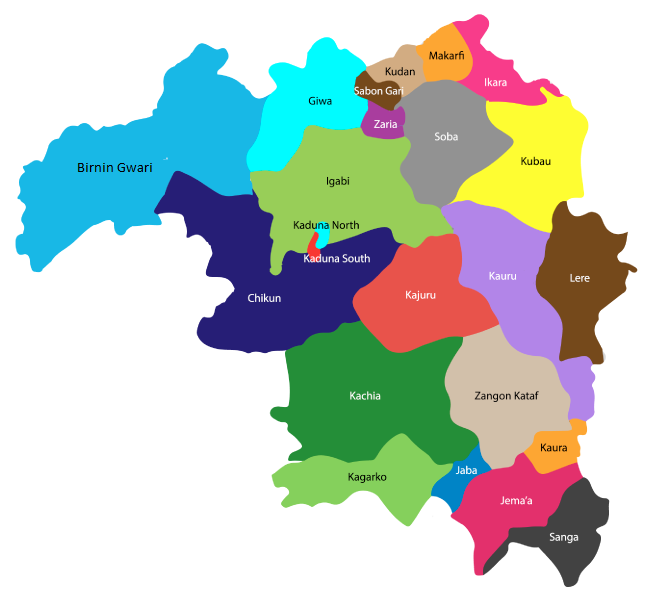 Makarfi
Kudan
Ikara
Sabon Gari
Giwa
Zaria
Soba
Kubau
Birnin Gwari
Igabi
Kaduna North
Kaduna South
Kauru
Lere
Chikun
Kajuru
Kachia
Zangon Kataf
Kaura
Jaba
Kagarko
Jema'a
Sanga